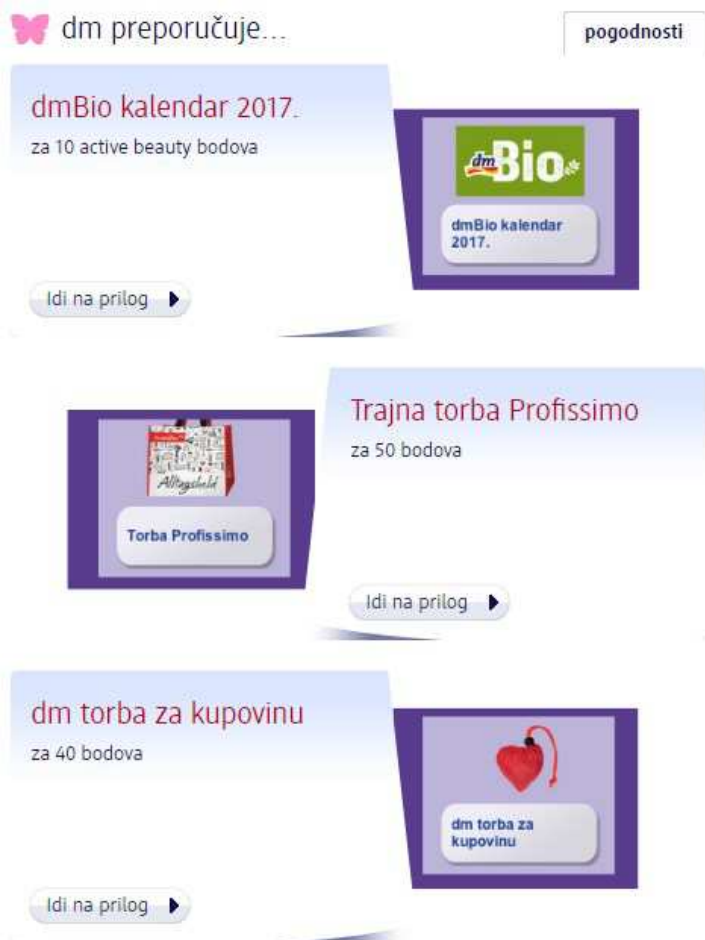 dm preporučuje...
pogodnosti
dmBio kalendar 2017.
za 10 active beauty bodova
dm Bio
dmBio kalendar
2017.
Idi na prilog
Trajna torba Profissimo
za 50 bodova
Alltagsheld
Torba Profissimo
Idi na prilog
dm torba za kupovinu
za 40 bodova
dm torba za
kupovinu
Idi na prilog